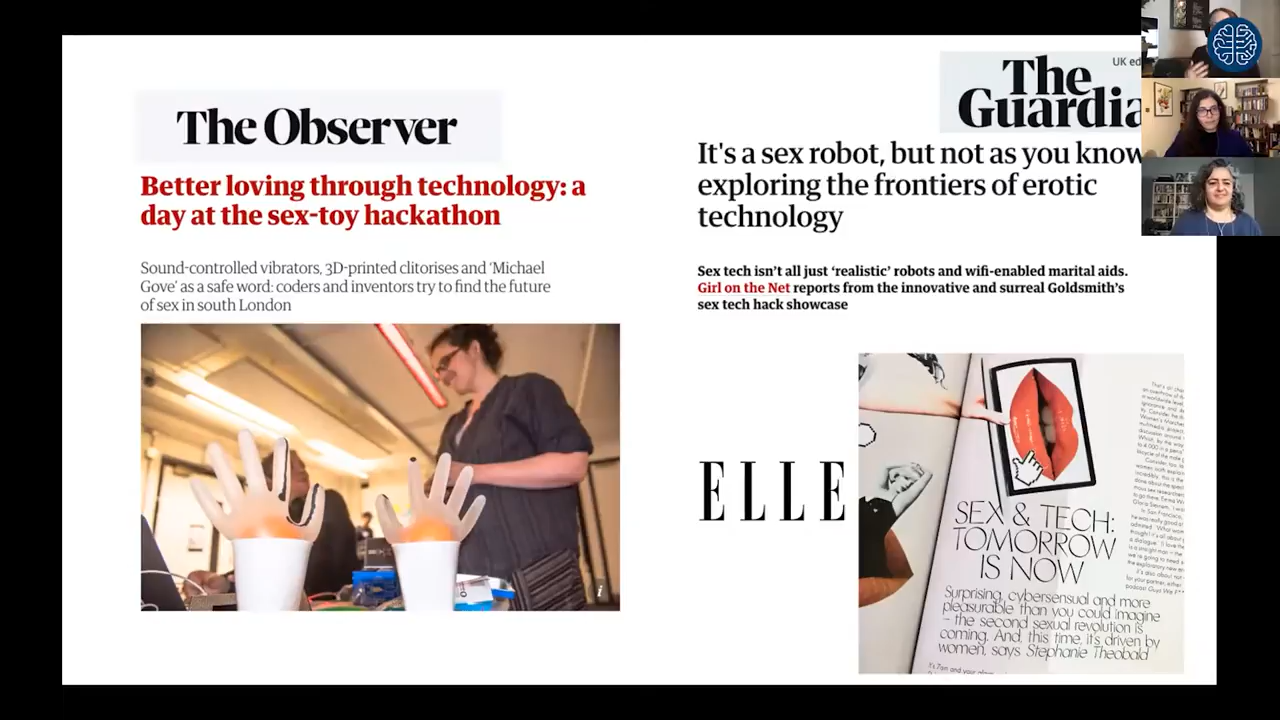 The Observer
Better loving through technology: a
day at the sex-toy hackathon
Sound-controlled vibrators, 3D-printed clitorises and ‘Michael
Gove’ as a safe word: coders and inventors try to find the future
of sex in south London
UK ed
The
Guardia
It's a sex robot, but not as you know
exploring the frontiers of erotic
technology
Sex tech isn’t all just ‘realistic’ robots and wifi-enabled marital aids.
Girl on the Net reports from the innovative and surreal Goldsmith’s
sex tech hack showcase
ELLE
SEX & TECH:
TOMORROW
IS NOW
Surprising, cybersensual and more
pleasurable than you could imagine
– the second sexual revolution is
coming. And, this time, it's driven by
women, says Stephanie Theobald